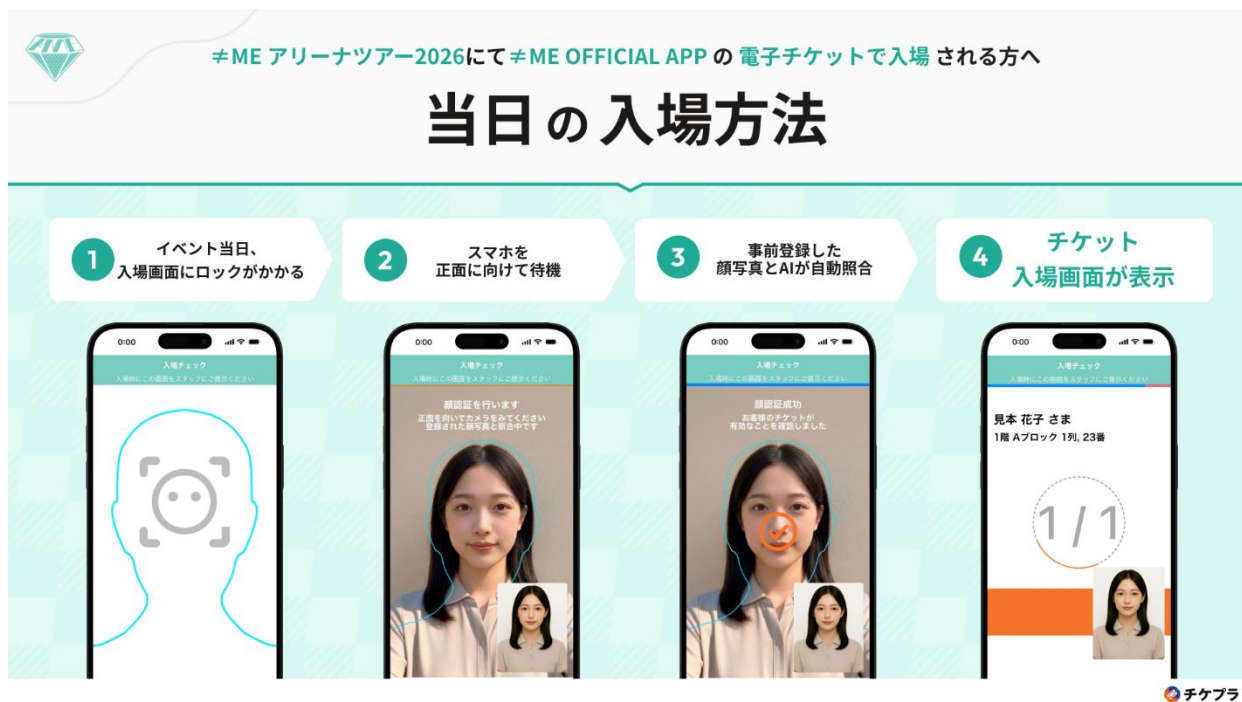 ≠ME アリーナツアー2026にて≠ME OFFICIAL APP の 電子チケットで入場 される方へ
当日の入場方法
1
イベント当日、
入場画面にロックがかかる
2
スマホを
正面に向けて待機
3
事前登録した
顔写真とAIが自動照合
4
チケット
入場画面が表示
0:00
入場チェック
入場時にこの画面をスタッフにご提示ください
0:00
入場チェック
入場時にこの画面をスタッフにご提示ください
顔認証を行います
正面を向いてカメラをみてください
登録された顔写真と照合中です
0:00
入場チェック
入場時にこの画面をスタッフにご提示ください
顔認証成功
お客様のチケットが
有効なことを確認しました
0:00
入場チェック
入場時にこの画面をスタッフにご提示ください
見本 花子 さま
1階 Aブロック 1列, 23番
1 / 1
チケプラ